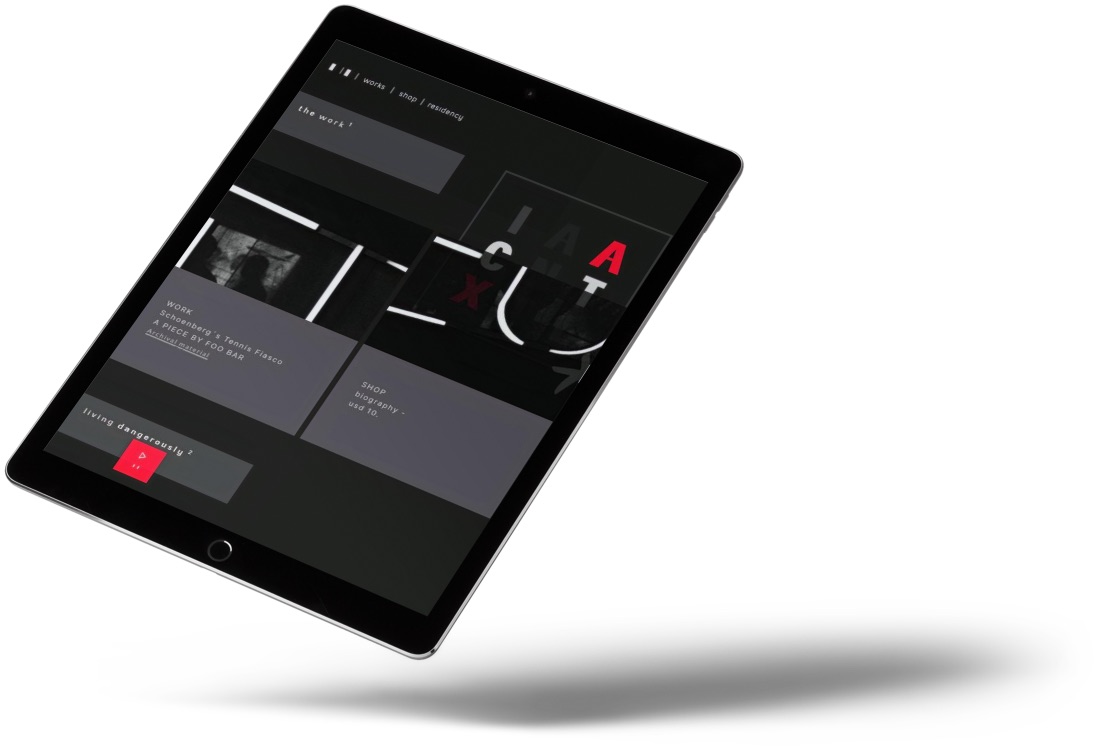 | works | shop | residency
the work ¹
I A A
C N T
X
WORK
Schoenberg's Tennis Fiasco
A PIECE BY FOO BAR
Archival material
SHOP
biography -
usd 10.
living dangerously ²